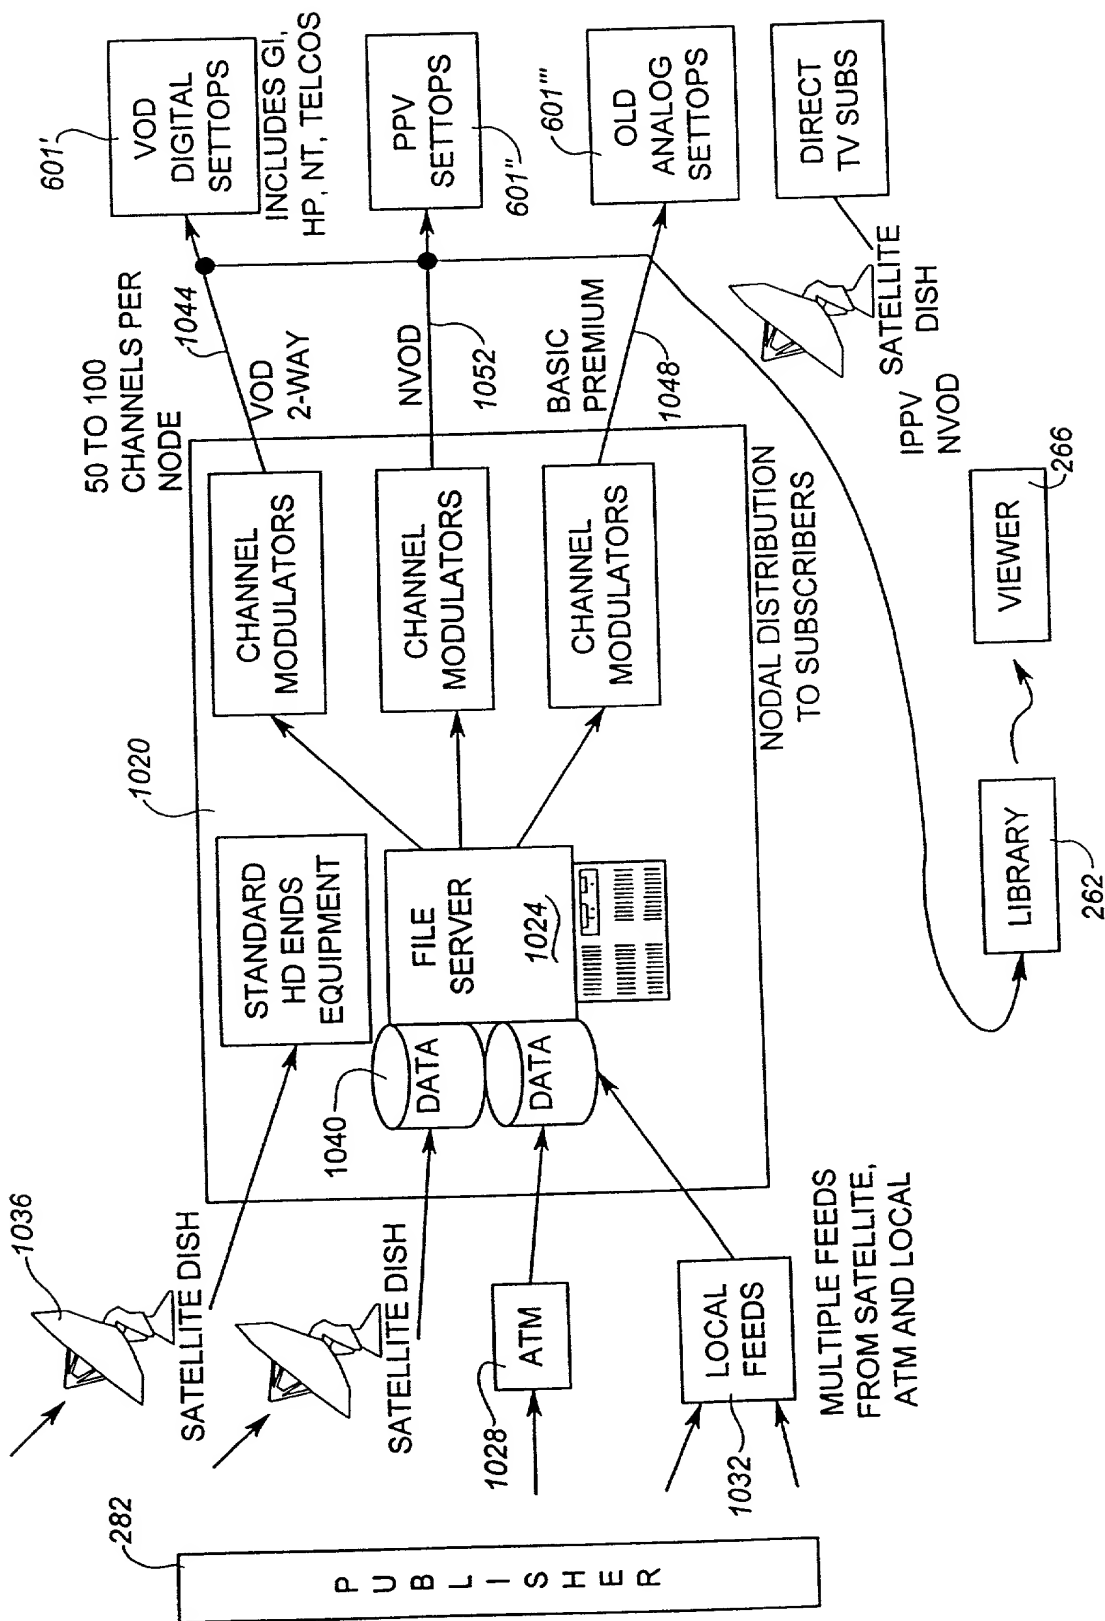 282
P U B L I S H E R
1036
SATELLITE DISH
SATELLITE DISH
1028
ATM
1032
LOCAL
FEEDS
MULTIPLE FEEDS
FROM SATELLITE,
ATM AND LOCAL
1020
STANDARD
HD ENDS
EQUIPMENT
1040
DATA
DATA
FILE
SERVER
1024
CHANNEL
MODULATORS
CHANNEL
MODULATORS
CHANNEL
MODULATORS
NODAL DISTRIBUTION
TO SUBSCRIBERS
50 TO 100
CHANNELS PER
NODE
1044
VOD
2-WAY
NVOD
1052
BASIC
PREMIUM
1048
601'
VOD
DIGITAL
SETTOPS
INCLUDES GI,
HP, NT, TELCOS
PPV
SETTOPS
601''
601'''
OLD
ANALOG
SETTOPS
DIRECT
TV SUBS
SATELLITE
DISH
IPPV
NVOD
LIBRARY
262
VIEWER
266